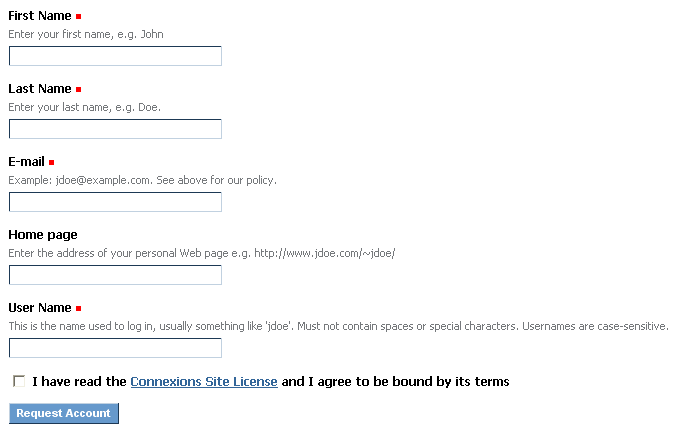 First Name
Enter your first name, e.g. John
Last Name
Enter your last name, e.g. Doe.
E-mail
Example: jdoe@example.com. See above for our policy.
Home page
Enter the address of your personal Web page e.g. http://www.jdoe.com/~jdoe/
User Name
This is the name used to log in, usually something like 'jdoe'. Must not contain spaces or special characters. Usernames are case-sensitive.
I have read the Connexions Site License and I agree to be bound by its terms
Request Account